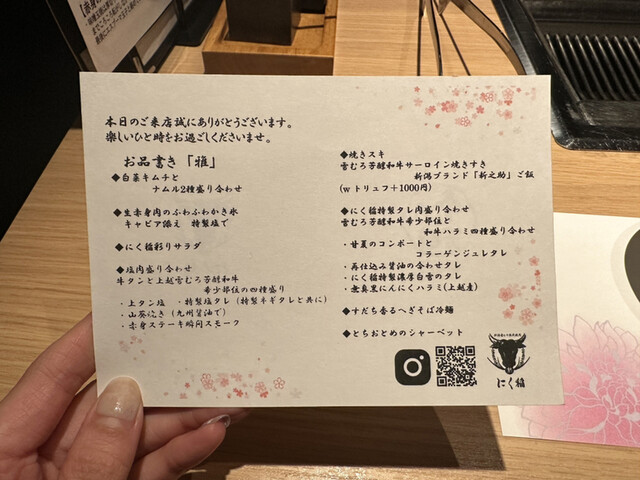 本日のご来店誠にありがとうございます。
楽しいひと時をお過ごしくださいませ。
お品書き「雅」
◆白菜キムチと
ナムル2種盛り合わせ
◆生赤身肉のふわふわかき氷
キャビア添え 特製塩で
◆にく稲彩りサラダ
◆塩肉盛り合わせ
牛タンと上越雪むろ芳醇和牛
希少部位の四種盛り
・上タン塩 ・特製塩タレ(特製ネギタレと共に)
・山葵巻き(九州醤油で)
・赤身ステーキ瞬間スモーク
◆焼きスキ
雪むろ芳醇和牛サーロイン焼きすき
新潟ブランド「新之助」ご飯
(wトリュフ+1000円)
◆にく稲特製タレ肉盛り合わせ
雪むろ芳醇和牛希少部位と
和牛ハラミ四種盛り合わせ
・甘夏のコンポートと
コラーゲンジュレタレ
・再仕込み醤油の合わせタレ
・にく稲特製濃厚白雪のタレ
・無臭黒にんにくハラミ(上越産)
◆すだち香るへぎそば冷麺
◆とちおとめのシャーベット
にく稲